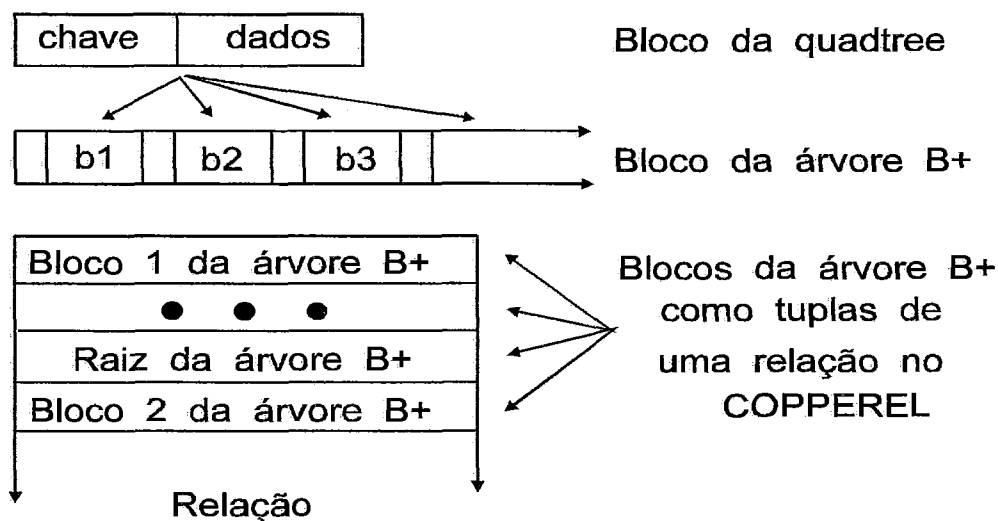 chave dados
Bloco da quadtree
b1 b2 b3
Bloco da árvore B+
Bloco 1 da árvore B+
Raiz da árvore B+
Bloco 2 da árvore B+
Relação
Blocos da árvore B+
como tuplas de
uma relação no
COPPEREL